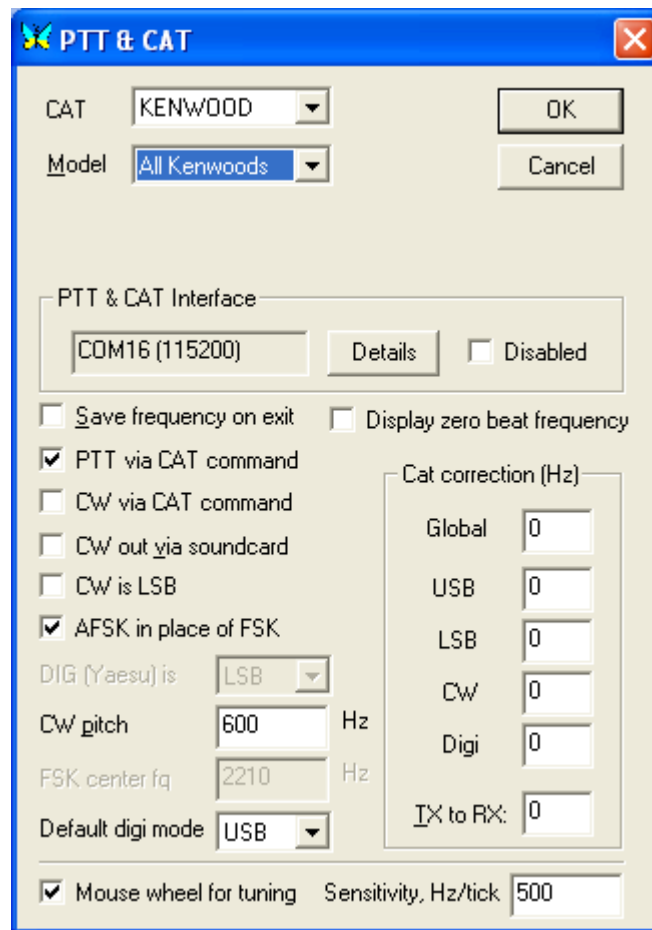 PTT & CAT
CAT KENWOOD OK
Model All Kenwoods Cancel
PTT & CAT Interface
COM16 (115200) Details Disabled
Save frequency on exit Display zero beat frequency
PTT via CAT command
CW via CAT command
CW out via soundcard
CW is LSB
AFSK in place of FSK
DIG (Yaesu) is LSB
CW pitch 600 Hz
FSK center fq 2210 Hz
Default digi mode USB
Cat correction (Hz)
Global 0
USB 0
LSB 0
CW 0
Digi 0
TX to RX: 0
Mouse wheel for tuning Sensitivity, Hz/tick 500